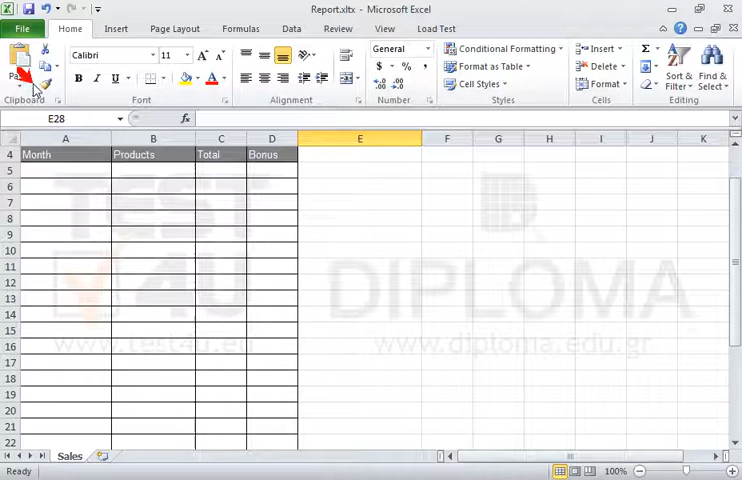 Report.xltx - Microsoft Excel
File Home Insert Page Layout Formulas Data Review View Load Test
Calibri 11 General Conditional Formatting Insert Σ
Format as Table Delete
B I U A $ % , Cell Styles Format Sort & Filter Find & Select
Clipboard Font Alignment Number Styles Cells Editing
E28 fx
A B C D E F G H I J K
4 Month Products Total Bonus
5
6
7
8
9
10
11
12
13
14
15
16
17
18
19
20
21
22
TEST
4U
DIPLOMA
www.test4u.eu www.diploma.edu.gr
Sales
Ready 100%